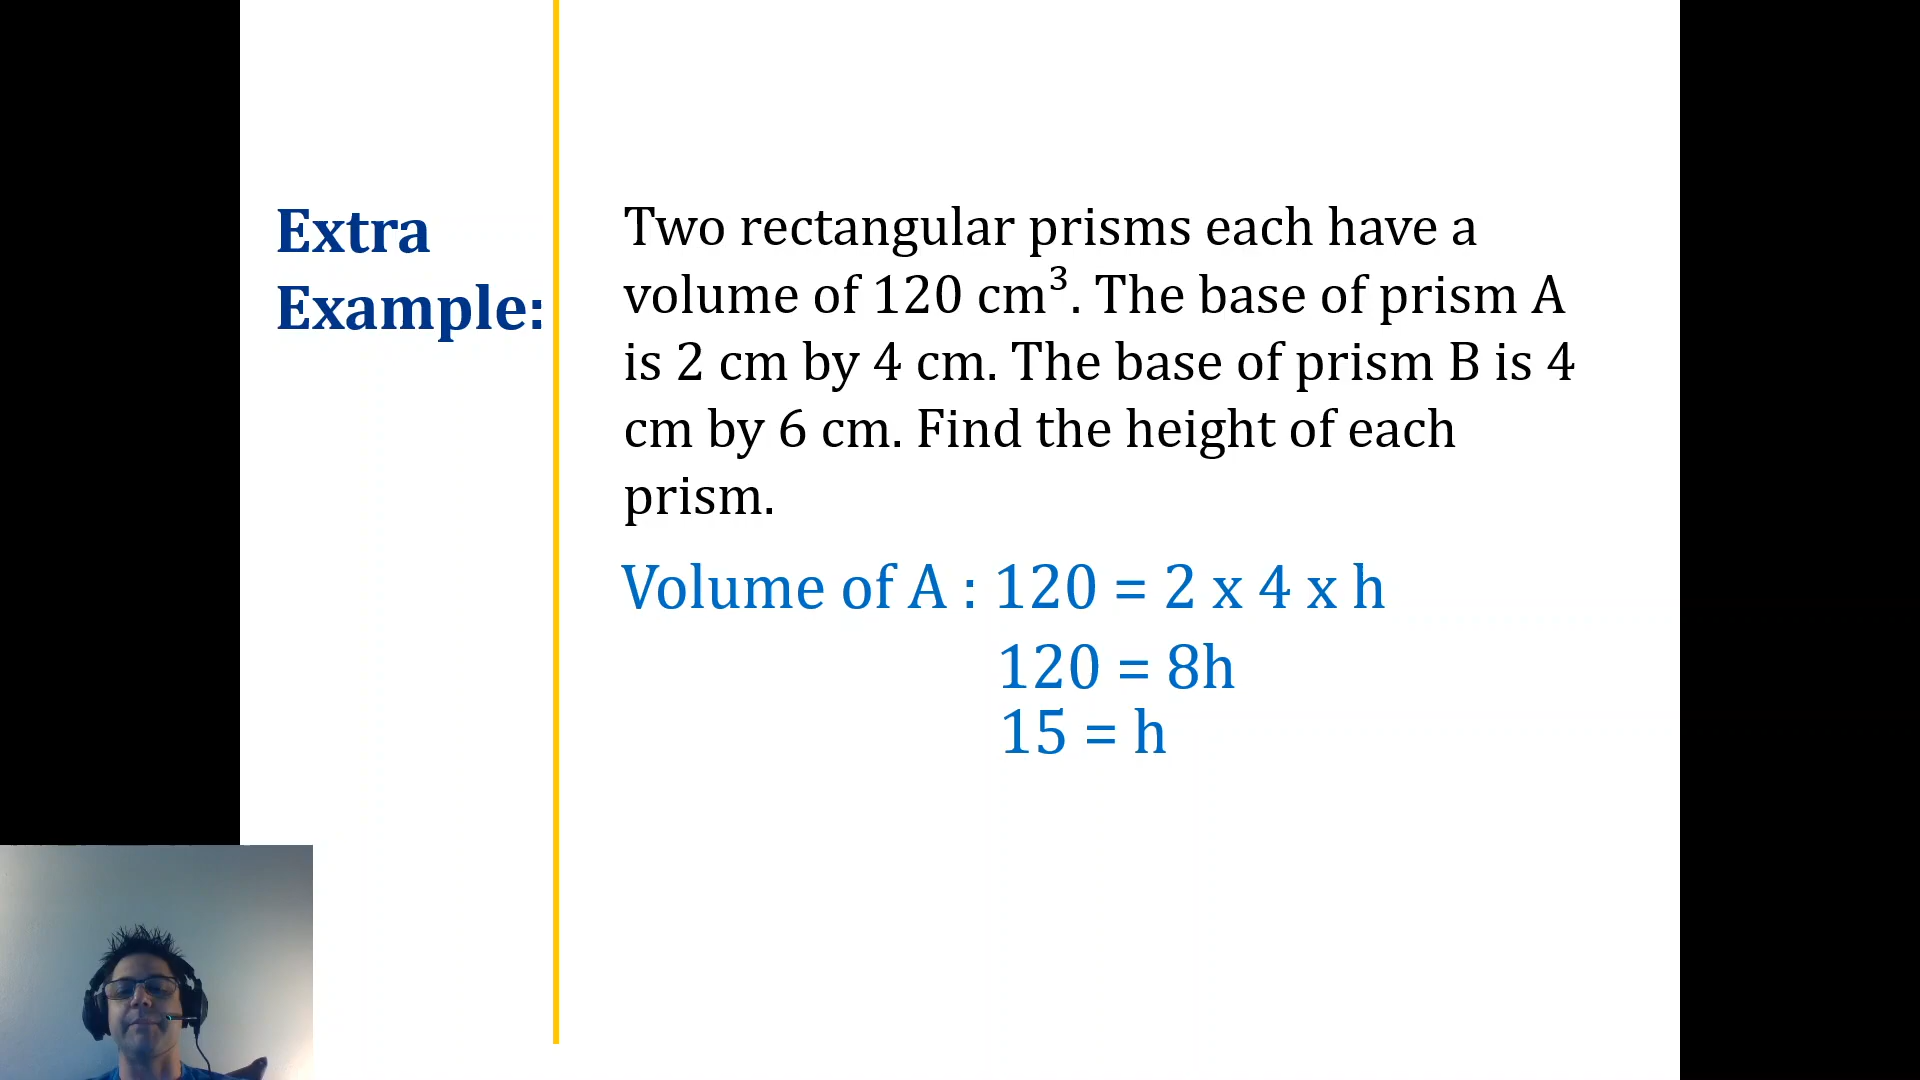 Extra
Example:
Two rectangular prisms each have a
volume of 120 cm³. The base of prism A
is 2 cm by 4 cm. The base of prism B is 4
cm by 6 cm. Find the height of each
prism.
Volume of A : 120 = 2 x 4 x h
120 = 8h
15 = h